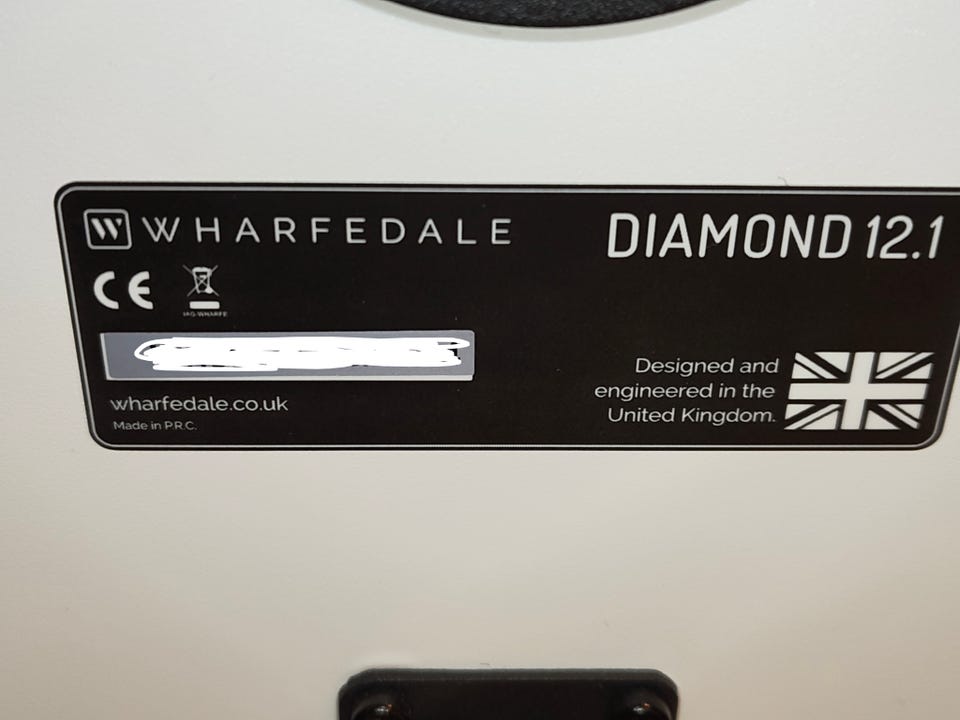 W WHARFEDALE
DIAMOND 12.1
CE
IAG-WHARFE
wharfedale.co.uk
Made in P.R.C.
Designed and
engineered in the
United Kingdom.